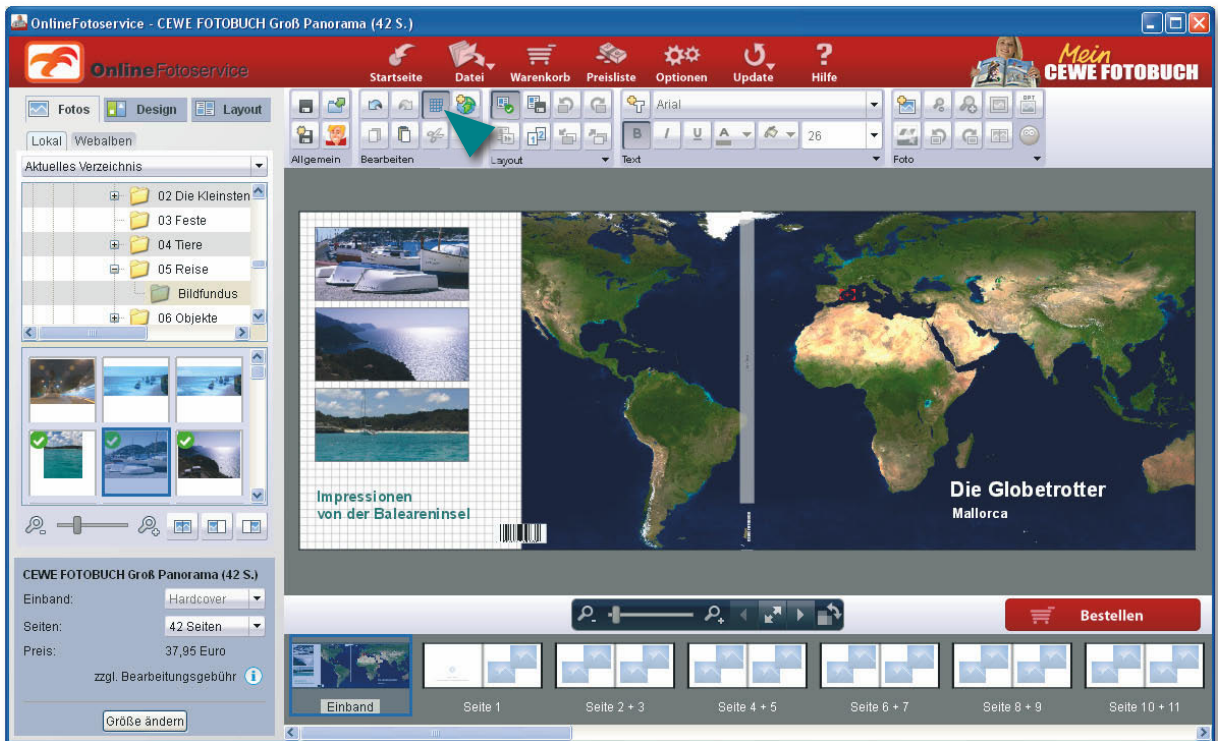 OnlineFotoservice - CEWE FOTOBUCH Groß Panorama (42 S.)
OnlineFotoservice
Startseite
Datei
Warenkorb
Preisliste
Optionen
Update
Hilfe
Mein
CEWE FOTOBUCH
Fotos
Design
Layout
Lokal
Webalben
Aktuelles Verzeichnis
02 Die Kleinsten
03 Feste
04 Tiere
05 Reise
Bildfundus
06 Objekte
Allgemein
Bearbeiten
Layout
Arial
B I U A 26
Text
Foto
Impressionen
von der Baleareninsel
Die Globetrotter
Mallorca
CEWE FOTOBUCH Groß Panorama (42 S.)
Einband: Hardcover
Seiten: 42 Seiten
Preis: 37,95 Euro
zzgl. Bearbeitungsgebühr
Größe ändern
Bestellen
Einband
Seite 1
Seite 2 + 3
Seite 4 + 5
Seite 6 + 7
Seite 8 + 9
Seite 10 + 11